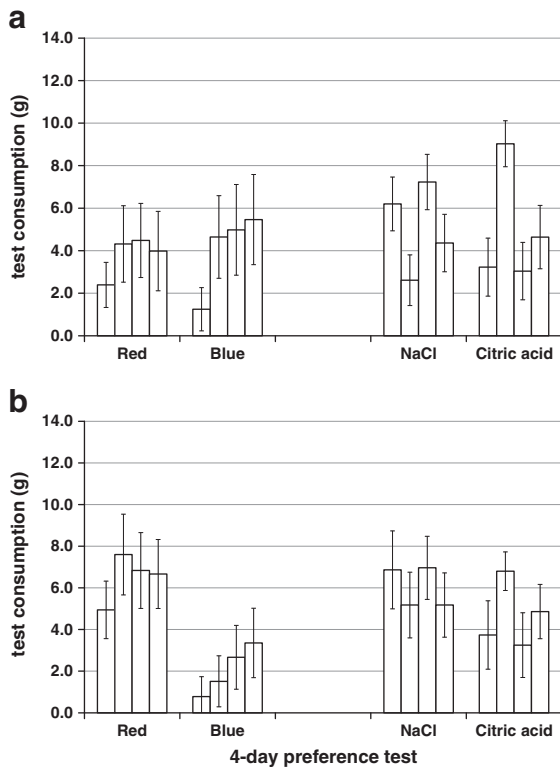 a
test consumption (g)
14.0
12.0
10.0
8.0
6.0
4.0
2.0
0.0
Red Blue NaCl Citric acid
b
test consumption (g)
14.0
12.0
10.0
8.0
6.0
4.0
2.0
0.0
Red Blue NaCl Citric acid
4-day preference test